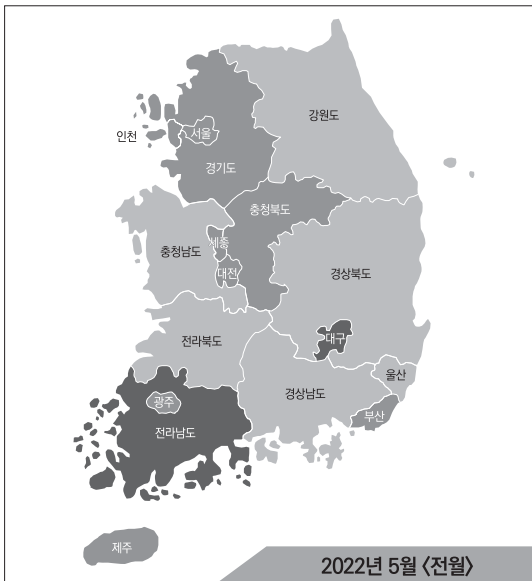 강원도
인천
서울
경기도
충청북도
세종
충청남도
대전
경상북도
전라북도
대구
울산
경상남도
광주
부산
전라남도
제주
2022년 5월 〈전월〉